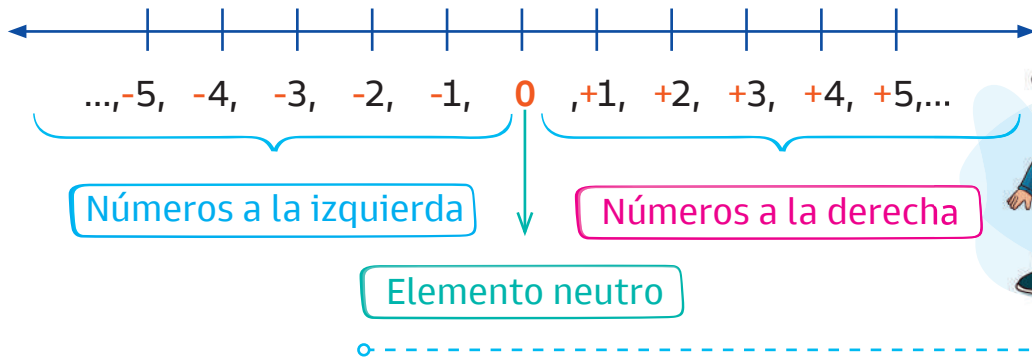 ...,-5, -4, -3, -2, -1, 0 ,+1, +2, +3, +4, +5,...
Números a la izquierda
Números a la derecha
Elemento neutro